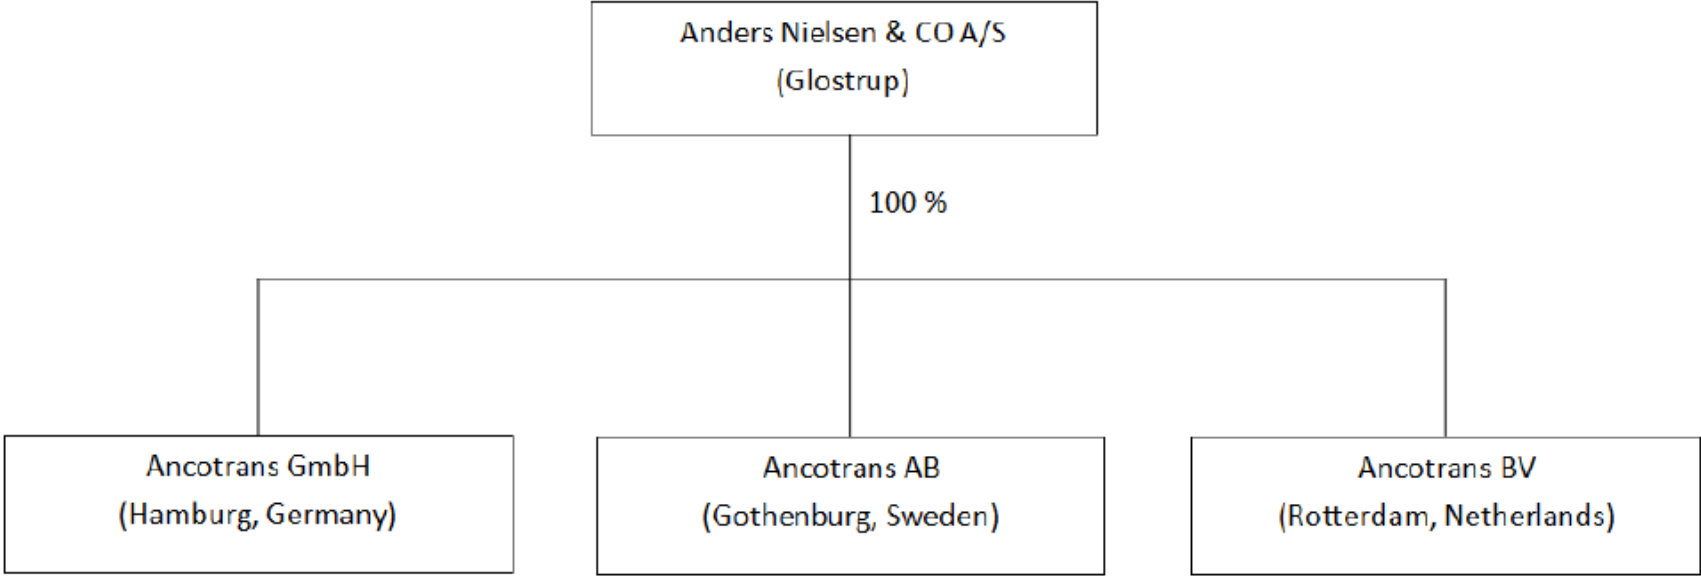 Anders Nielsen & CO A/S
(Glostrup)
100 %
Ancotrans GmbH
(Hamburg, Germany)
Ancotrans AB
(Gothenburg, Sweden)
Ancotrans BV
(Rotterdam, Netherlands)